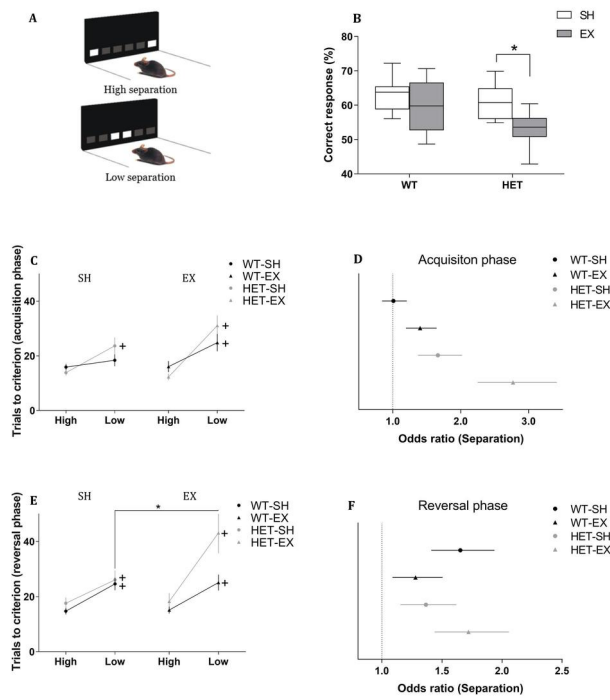 A
High separation
Low separation
B
SH
EX
Correct response (%)
80
70
60
50
40
*
WT
HET
C
SH
EX
WT-SH
WT-EX
HET-SH
HET-EX
Trials to criterion (acquisition phase)
40
20
0
+
+
+
High
Low
High
Low
D
Acquisiton phase
WT-SH
WT-EX
HET-SH
HET-EX
1.0
2.0
3.0
Odds ratio (Separation)
E
SH
EX
WT-SH
WT-EX
HET-SH
HET-EX
*
Trials to criterion (reversal phase)
40
20
0
+
+
+
+
High
Low
High
Low
F
Reversal phase
WT-SH
WT-EX
HET-SH
HET-EX
1.0
1.5
2.0
2.5
Odds ratio (Separation)